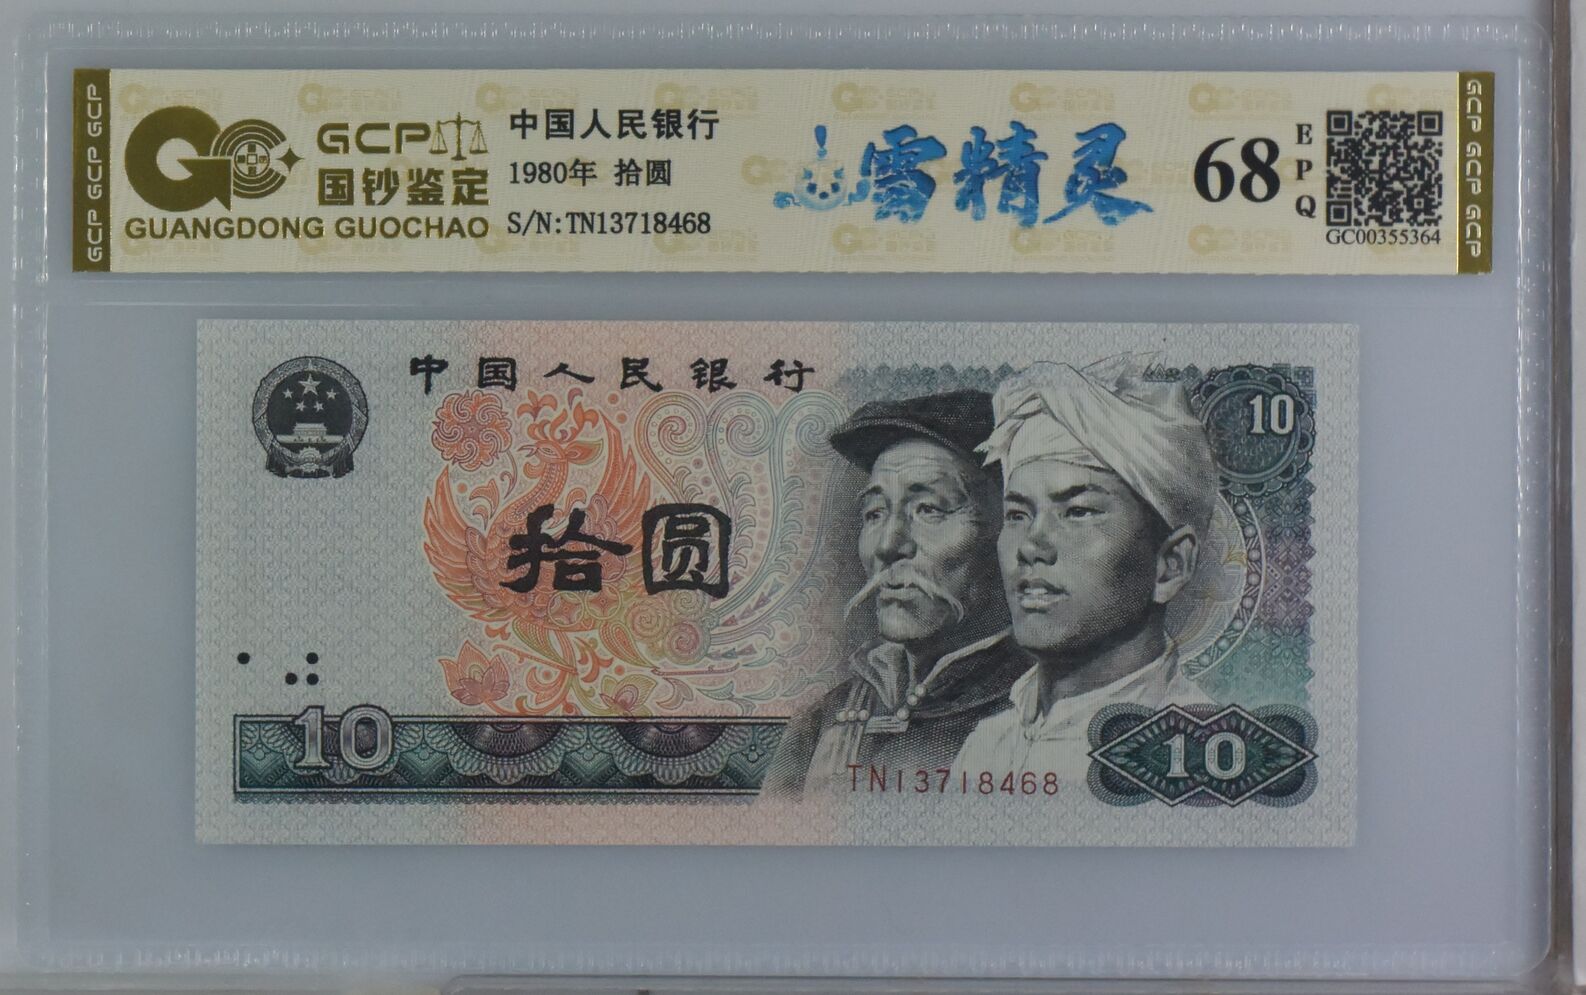 GCP GCP GCP
GCP
国钞鉴定
GUANGDONG GUOCHAO
中国人民银行
1980年 拾圆
S/N:TN13718468
雪精灵
68
EPQ
GC00355364
GCP GCP GCP
中国人民银行
10
拾圆
10
TN13718468
10